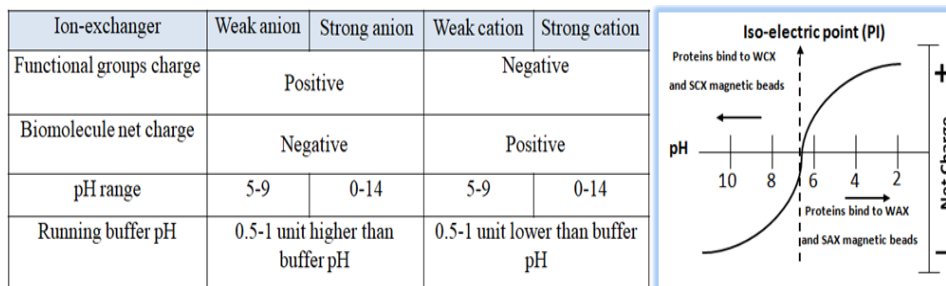 Ion-exchanger Weak anion Strong anion Weak cation Strong cation
Functional groups charge Positive Negative
Biomolecule net charge Negative Positive
pH range 5-9 0-14 5-9 0-14
Running buffer pH 0.5-1 unit higher than 0.5-1 unit lower than buffer
buffer pH pH
Iso-electric point (PI)
Proteins bind to WCX
and SCX magnetic beads
+
pH
10 8 6 4 2
Proteins bind to WAX
and SAX magnetic beads
Net Charge
−